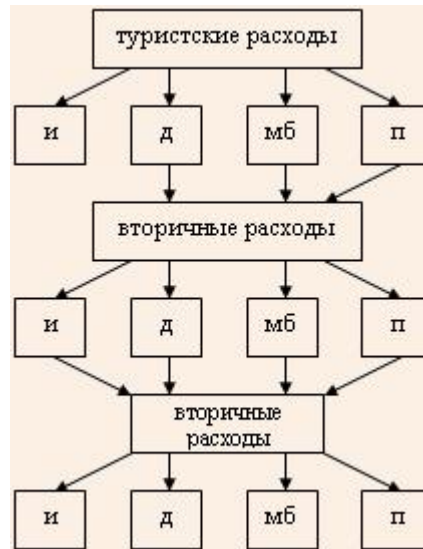 туристские расходы
и д мб п
вторичные расходы
и д мб п
вторичные
расходы
и д мб п